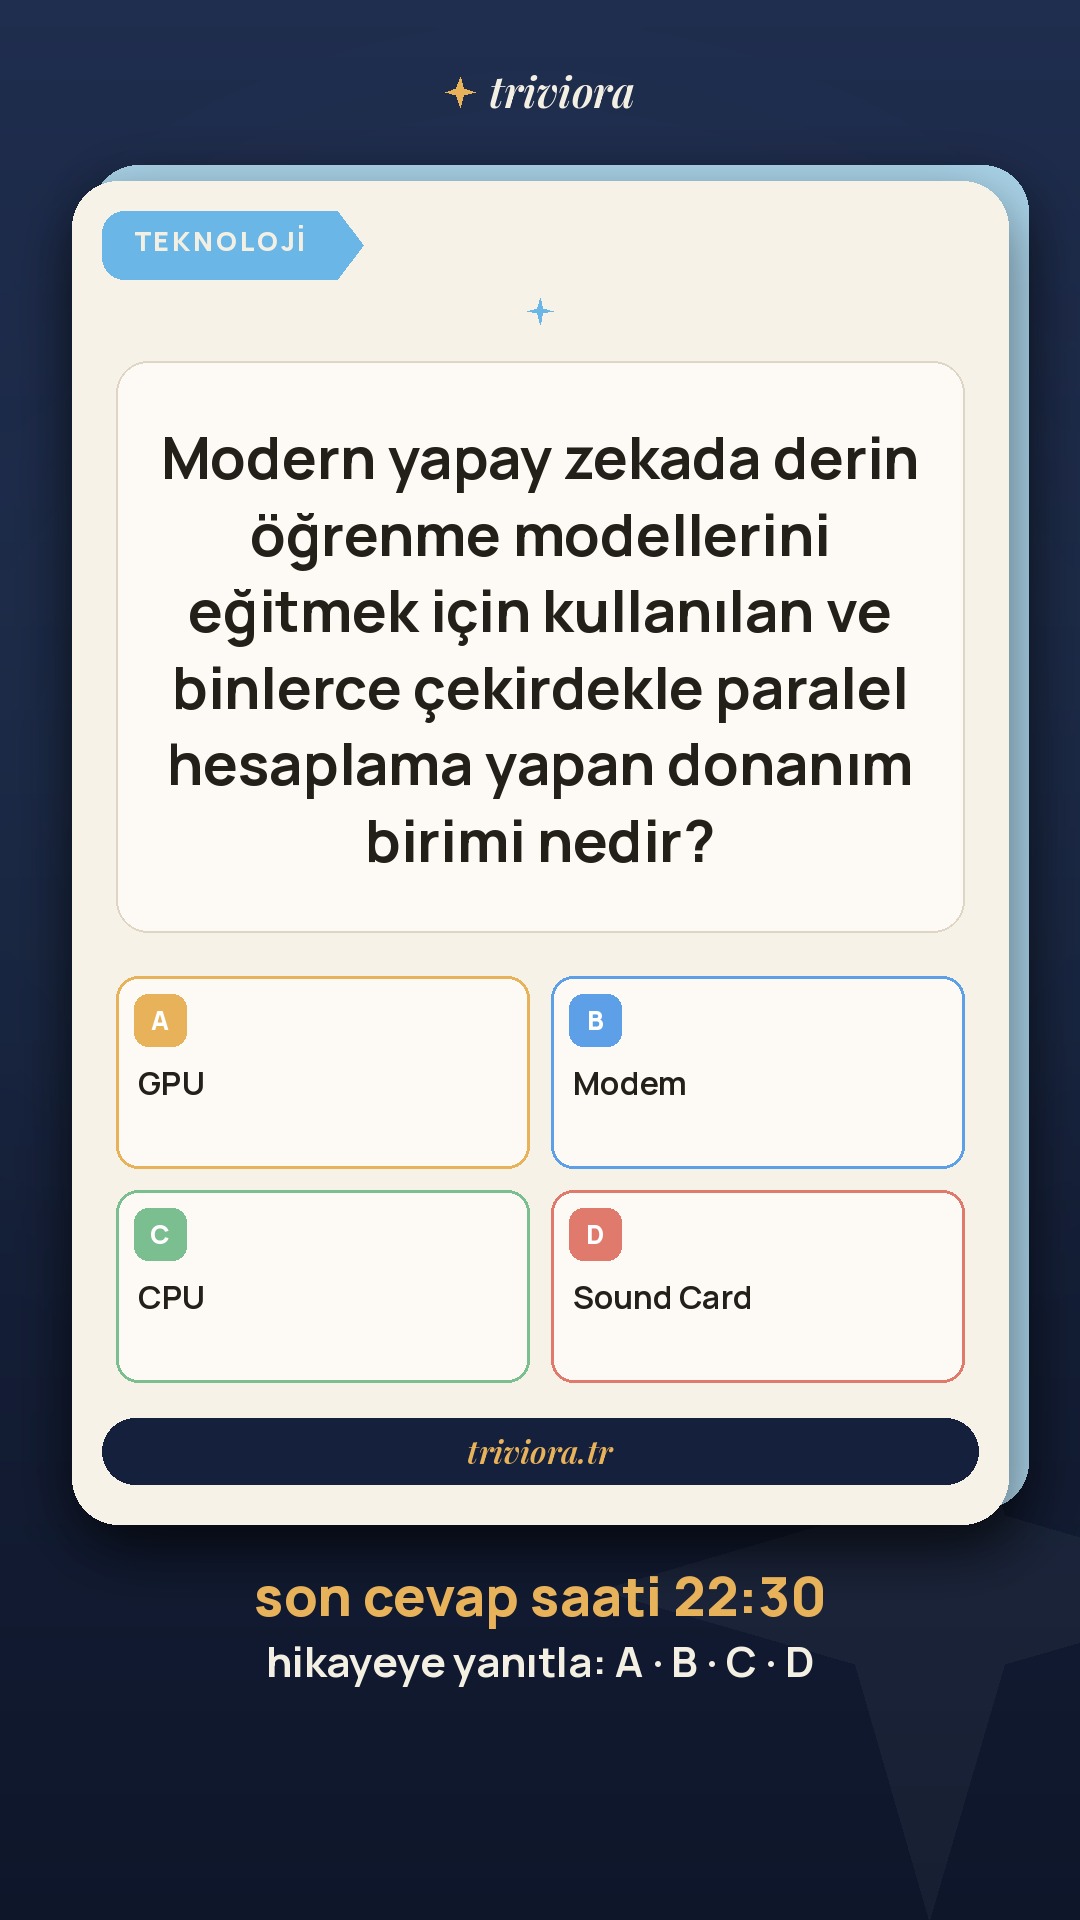 triviora
TEKNOLOJİ
Modern yapay zekada derin
öğrenme modellerini
eğitmek için kullanılan ve
binlerce çekirdekle paralel
hesaplama yapan donanım
birimi nedir?
A
GPU
B
Modem
C
CPU
D
Sound Card
triviora.tr
son cevap saati 22:30
hikayeye yanıtla: A · B · C · D